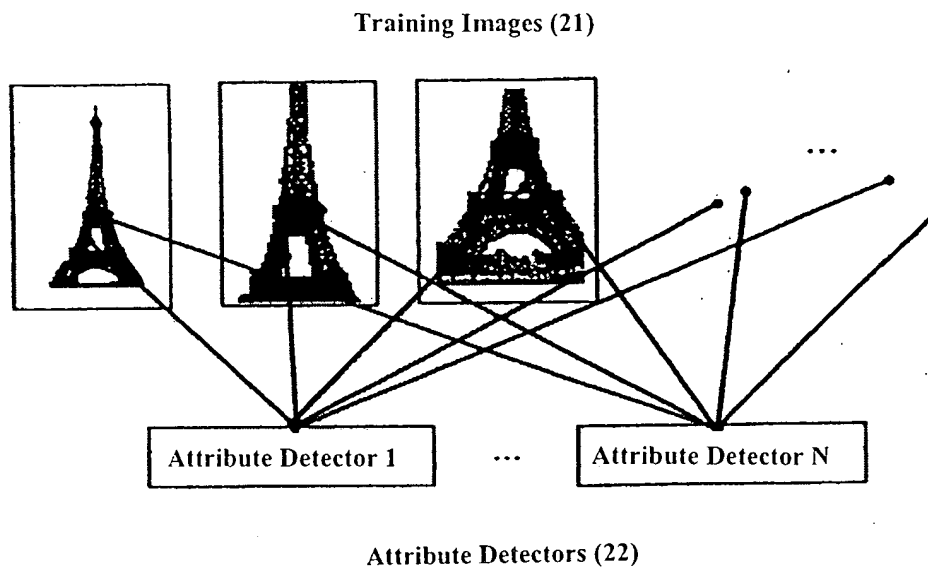 Training Images (21)
...
Attribute Detector 1
...
Attribute Detector N
Attribute Detectors (22)